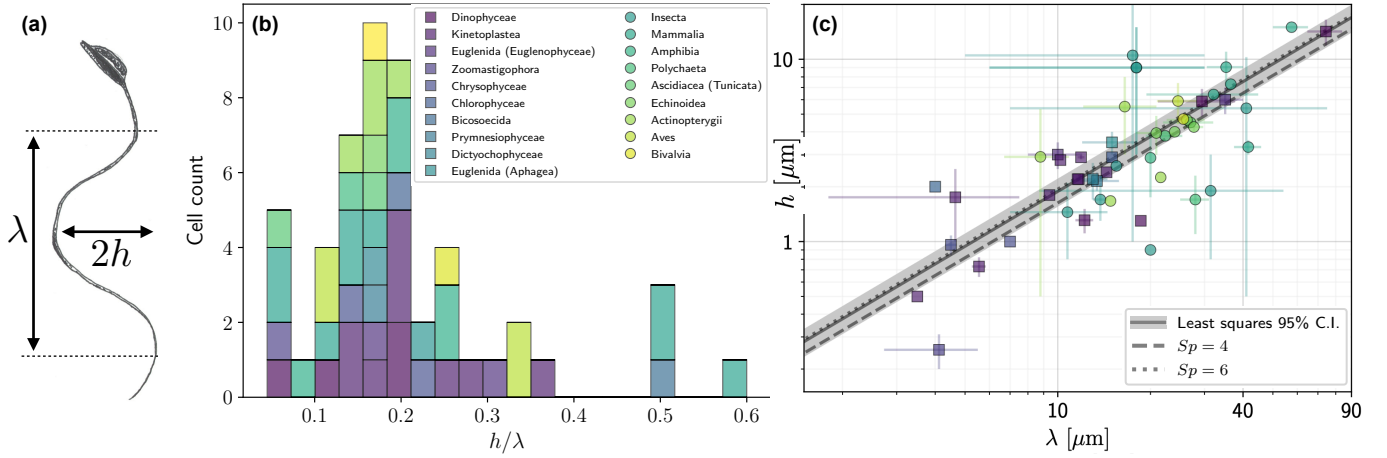 (a)
λ
2h
(b)
Cell count
10
8
6
4
2
0
0.1
0.2
0.3
0.4
0.5
0.6
h/λ
Dinophyceae
Kinetoplastea
Euglenida (Euglenophyceae)
Zoomastigophora
Chrysophyceae
Chlorophyceae
Bicosoecida
Prymnesiophyceae
Dictyochophyceae
Euglenida (Aphagea)
Insecta
Mammalia
Amphibia
Polychaeta
Ascidiacea (Tunicata)
Echinoidea
Actinopterygii
Aves
Bivalvia
(c)
h [μm]
10
1
Least squares 95% C.I.
Sp = 4
Sp = 6
10
40
90
λ [μm]